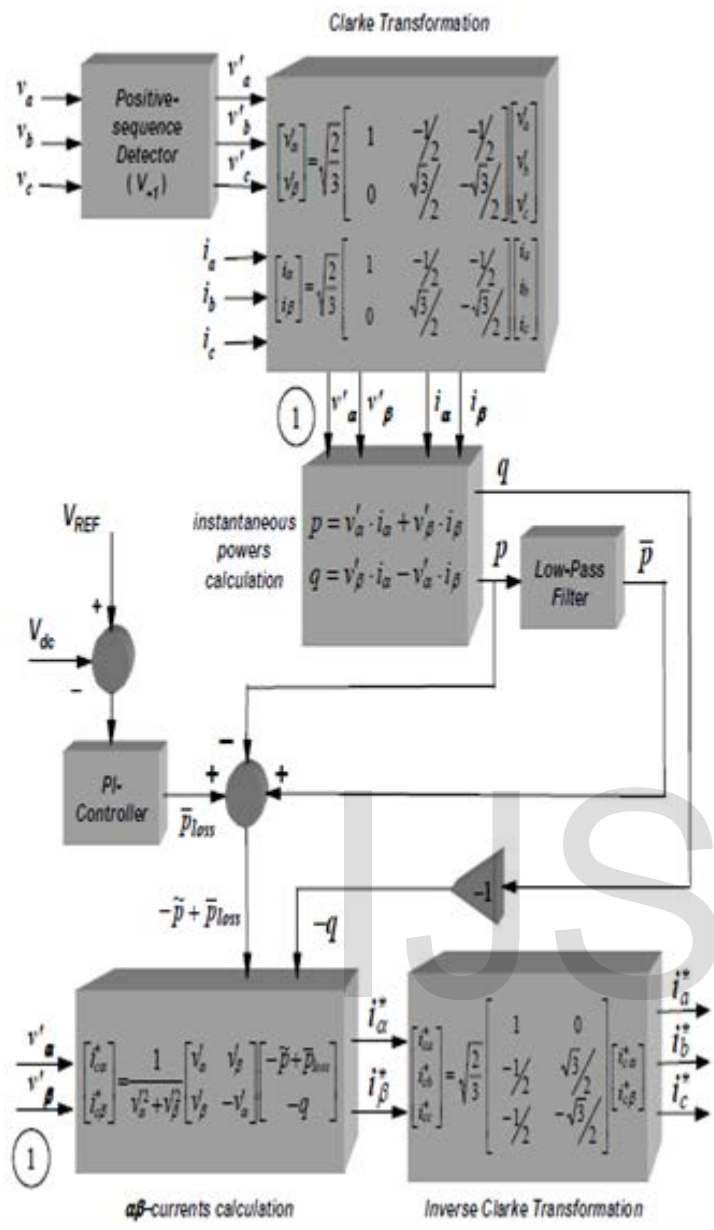 Clarke Transformation
v_a
v_b
v_c
Positive-
sequence
Detector
(V₊₁)
v'_a
v'_b
v'_c
[v'_α v'_β] = √(2/3) [1 -1/2 -1/2; 0 √3/2 -√3/2] [v'_a v'_b v'_c]
i_a
i_b
i_c
[i_α i_β] = √(2/3) [1 -1/2 -1/2; 0 √3/2 -√3/2] [i_a i_b i_c]
1
v'_α v'_β i_α i_β
instantaneous
powers
calculation
p = v'_α · i_α + v'_β · i_β
q = v'_β · i_α − v'_α · i_β
q
p
Low-Pass
Filter
p̄
V_REF
+
V_dc
−
PI-
Controller
p̄_loss
−
+
+
-1
−p̃ + p̄_loss
−q
v'_α
v'_β
1
[i*_cα i*_cβ] = 1/(v'²_α + v'²_β) [v'_α v'_β; v'_β −v'_α] [−p̃ + p̄_loss; −q]
i*_α
i*_β
[i*_ca i*_cb i*_cc] = √(2/3) [1 0; -1/2 √3/2; -1/2 -√3/2] [i*_cα i*_cβ]
i*_a
i*_b
i*_c
αβ-currents calculation
Inverse Clarke Transformation
IJS